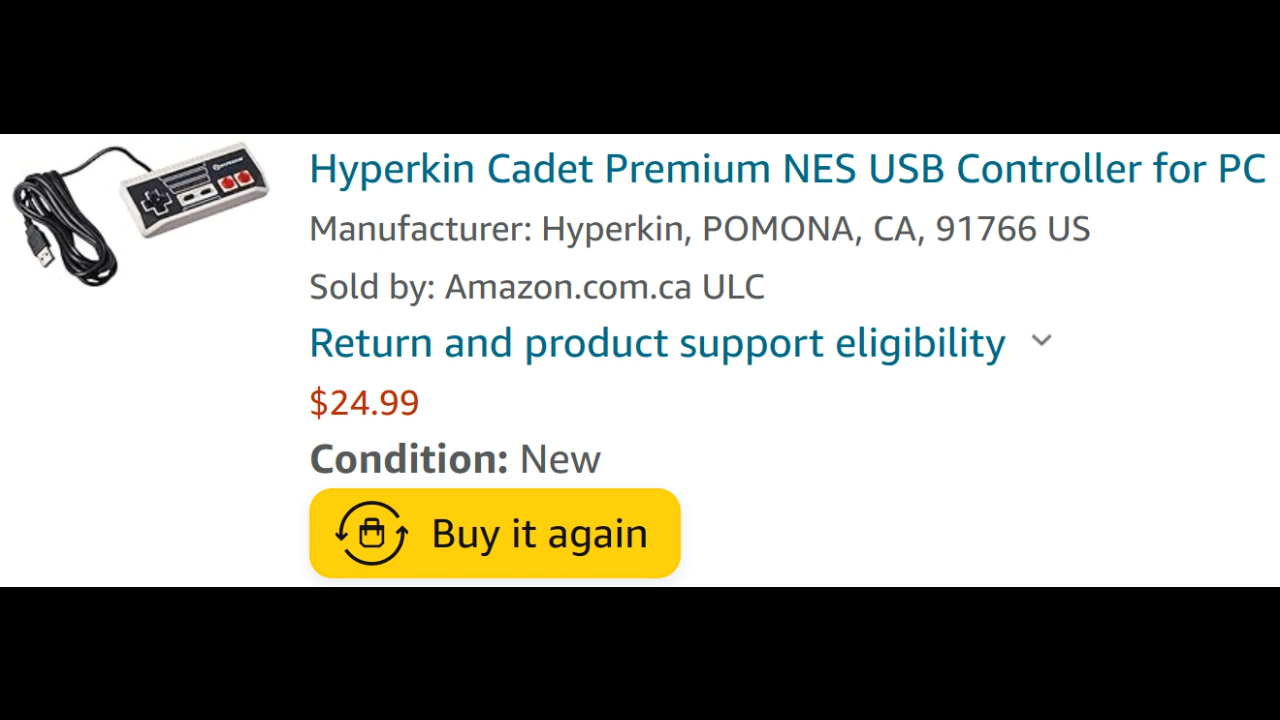 Hyperkin Cadet Premium NES USB Controller for PC
Manufacturer: Hyperkin, POMONA, CA, 91766 US
Sold by: Amazon.com.ca ULC
Return and product support eligibility
$24.99
Condition: New
Buy it again